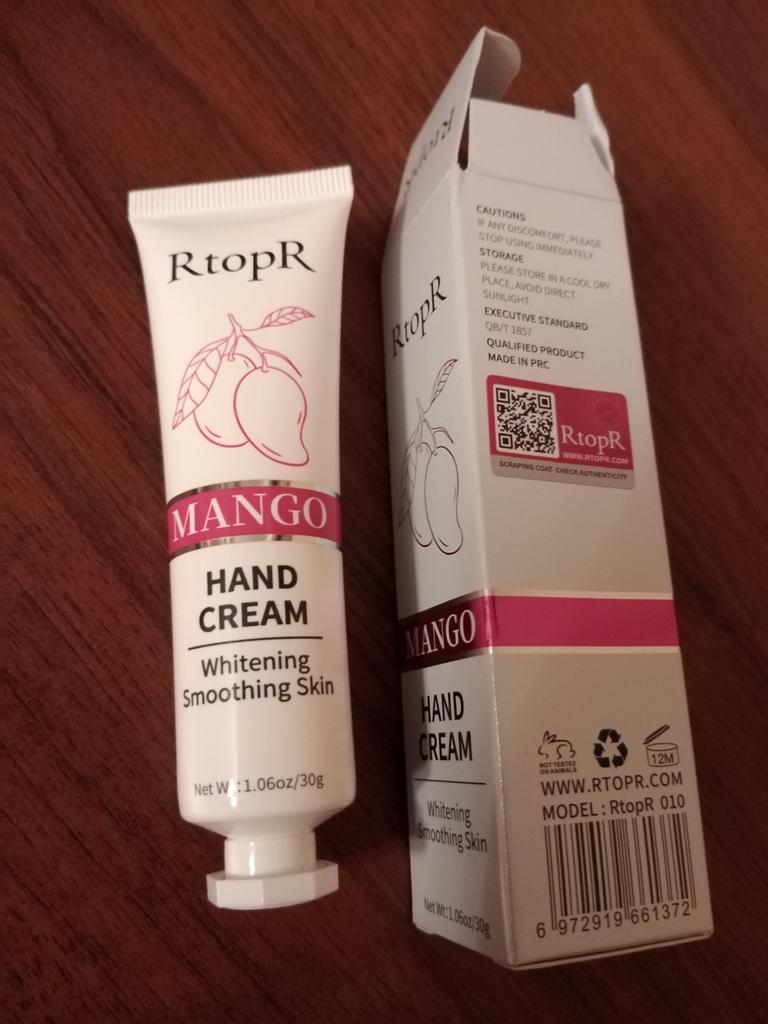 RtopR
MANGO
HAND
CREAM
Whitening
Smoothing Skin
Net Wt:1.06oz/30g
RtopR
RtopR
MANGO
HAND
CREAM
Whitening
Smoothing Skin
Net Wt:1.06oz/30g
CAUTIONS
IF ANY DISCOMFORT, PLEASE
STOP USING IMMEDIATELY.
STORAGE
PLEASE STORE IN A COOL DRY
PLACE, AVOID DIRECT
SUNLIGHT.
EXECUTIVE STANDARD
QB/T 1857
QUALIFIED PRODUCT
MADE IN PRC
RtopR
WWW.RTOPR.COM
SCRAPING COAT CHECK AUTHENTICITY
NOT TESTED
ON ANIMALS
12M
WWW.RTOPR.COM
MODEL: RtopR 010
6 972919 661372